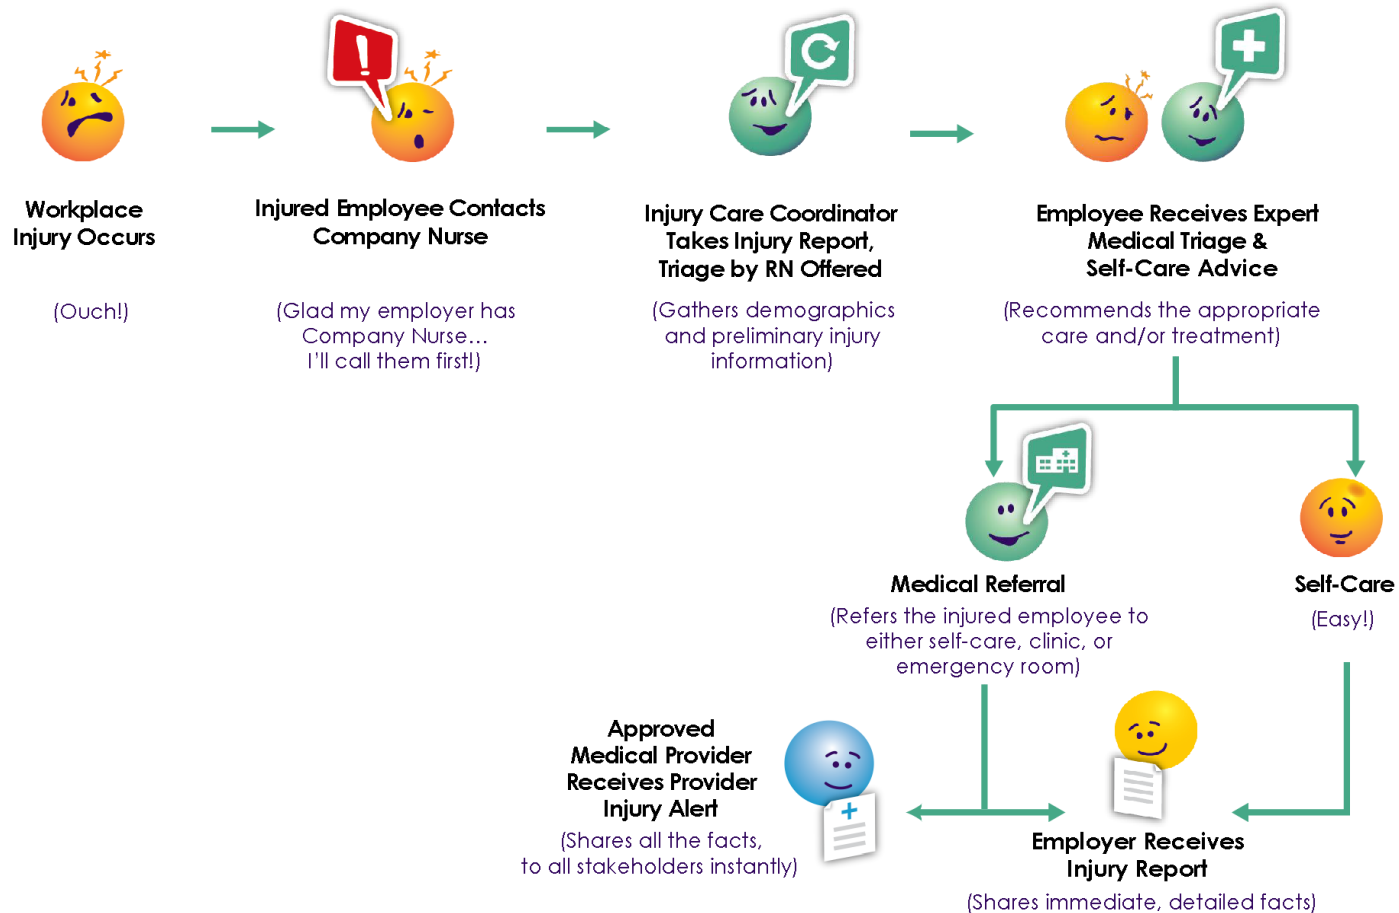 Workplace
Injury Occurs
(Ouch!)
Injured Employee Contacts
Company Nurse
(Glad my employer has
Company Nurse...
I'll call them first!)
Injury Care Coordinator
Takes Injury Report,
Triage by RN Offered
(Gathers demographics
and preliminary injury
information)
Employee Receives Expert
Medical Triage &
Self-Care Advice
(Recommends the appropriate
care and/or treatment)
Medical Referral
(Refers the injured employee to
either self-care, clinic, or
emergency room)
Self-Care
(Easy!)
Approved
Medical Provider
Receives Provider
Injury Alert
(Shares all the facts,
to all stakeholders instantly)
Employer Receives
Injury Report
(Shares immediate, detailed facts)